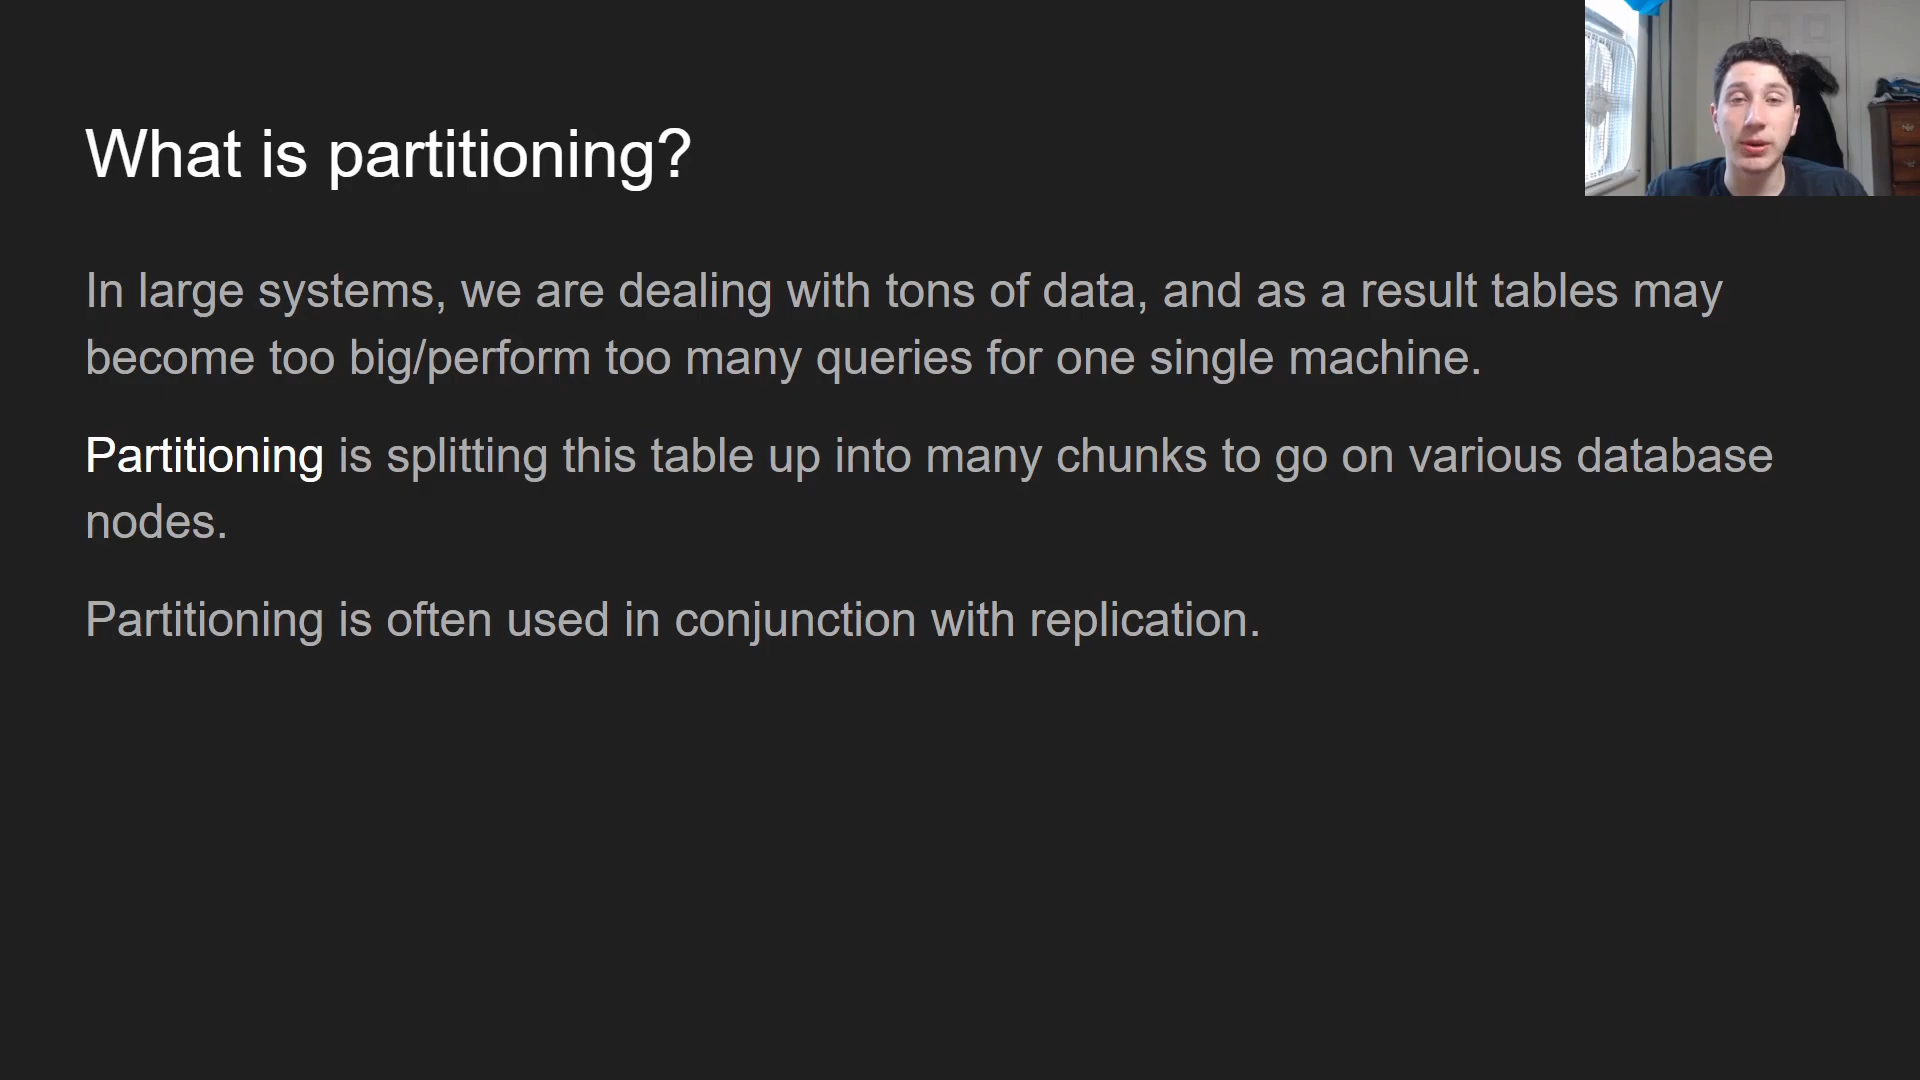 What is partitioning?
In large systems, we are dealing with tons of data, and as a result tables may
become too big/perform too many queries for one single machine.
Partitioning is splitting this table up into many chunks to go on various database
nodes.
Partitioning is often used in conjunction with replication.